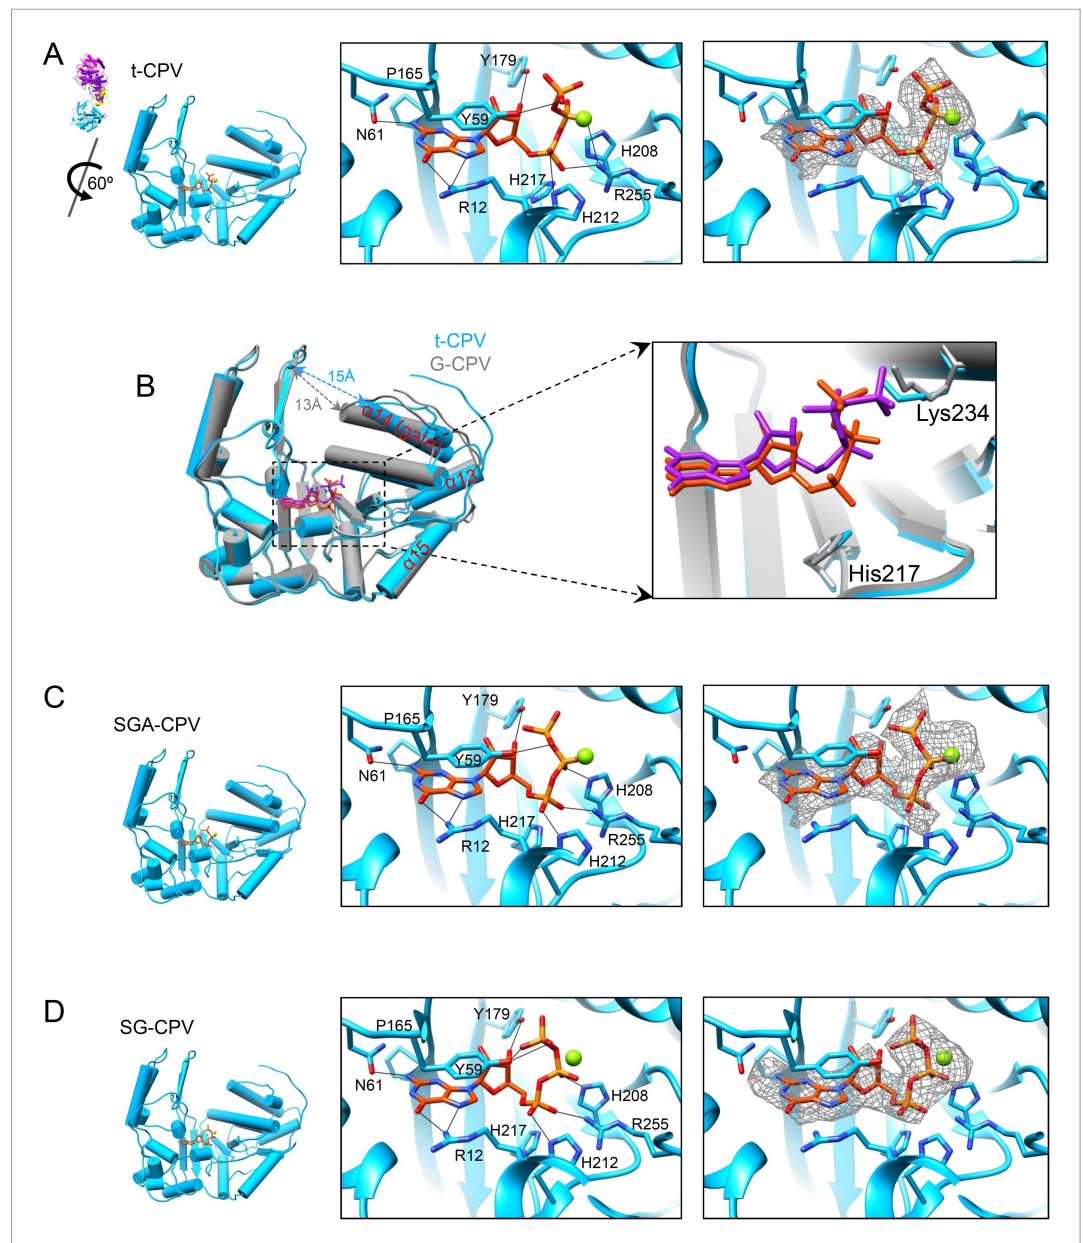 A
t-CPV
60º
P165
Y179
N61
Y59
H208
R12
H217
R255
H212
B
t-CPV
G-CPV
15Å
13Å
α14 (gate)
α13
α15
Lys234
His217
C
SGA-CPV
P165
Y179
N61
Y59
H208
R12
H217
R255
H212
D
SG-CPV
P165
Y179
N61
Y59
H208
R12
H217
R255
H212